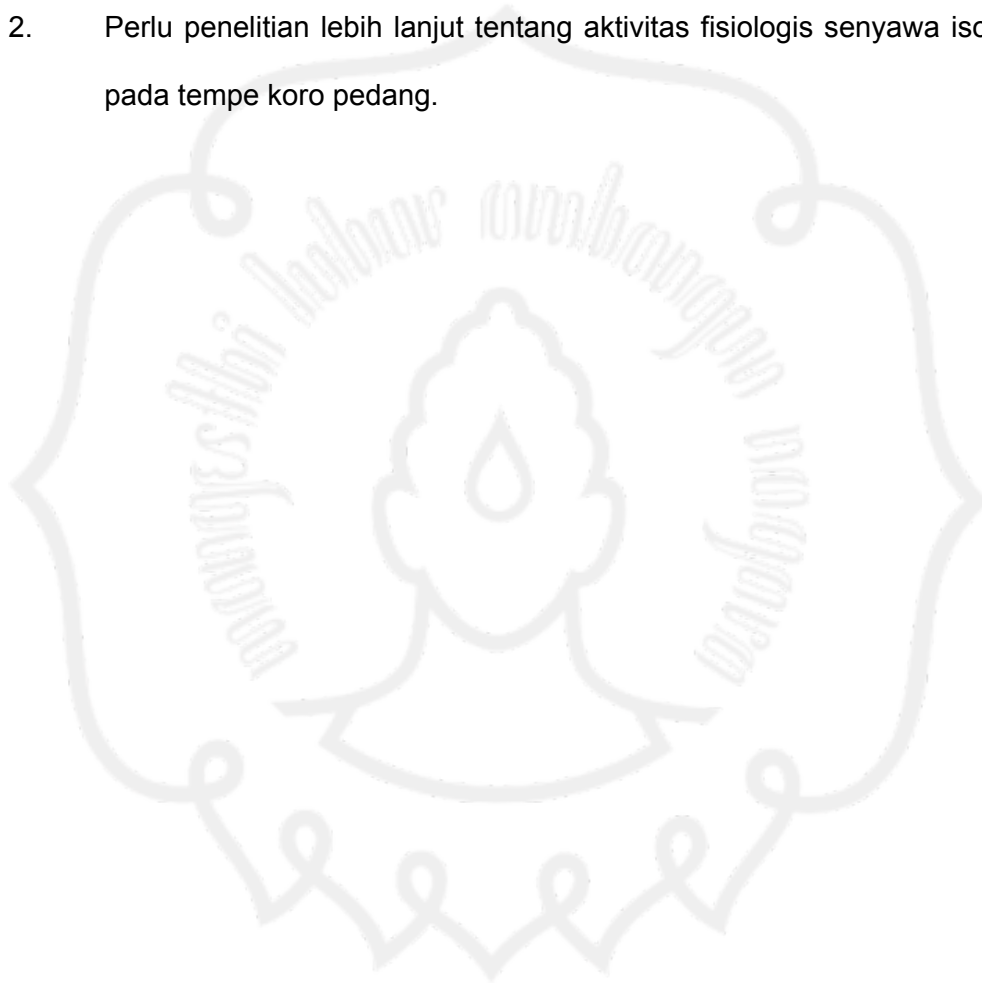 2. Perlu penelitian lebih lanjut tentang aktivitas fisiologis senyawa
pada tempe koro pedang.